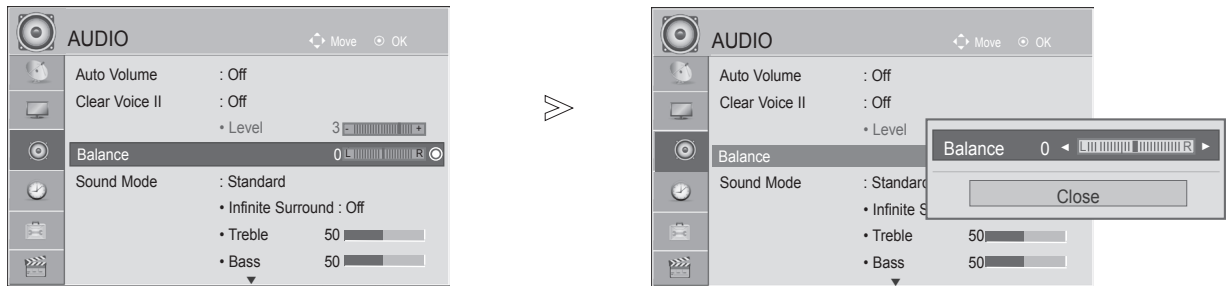 AUDIO Move OK
Auto Volume : Off
Clear Voice II : Off
• Level 3 - +
Balance 0 L R
Sound Mode : Standard
• Infinite Surround : Off
• Treble 50
• Bass 50
AUDIO Move OK
Auto Volume : Off
Clear Voice II : Off
• Level
Balance
Sound Mode : Standard
• Infinite S
• Treble 50
• Bass 50
Balance 0 L R
Close